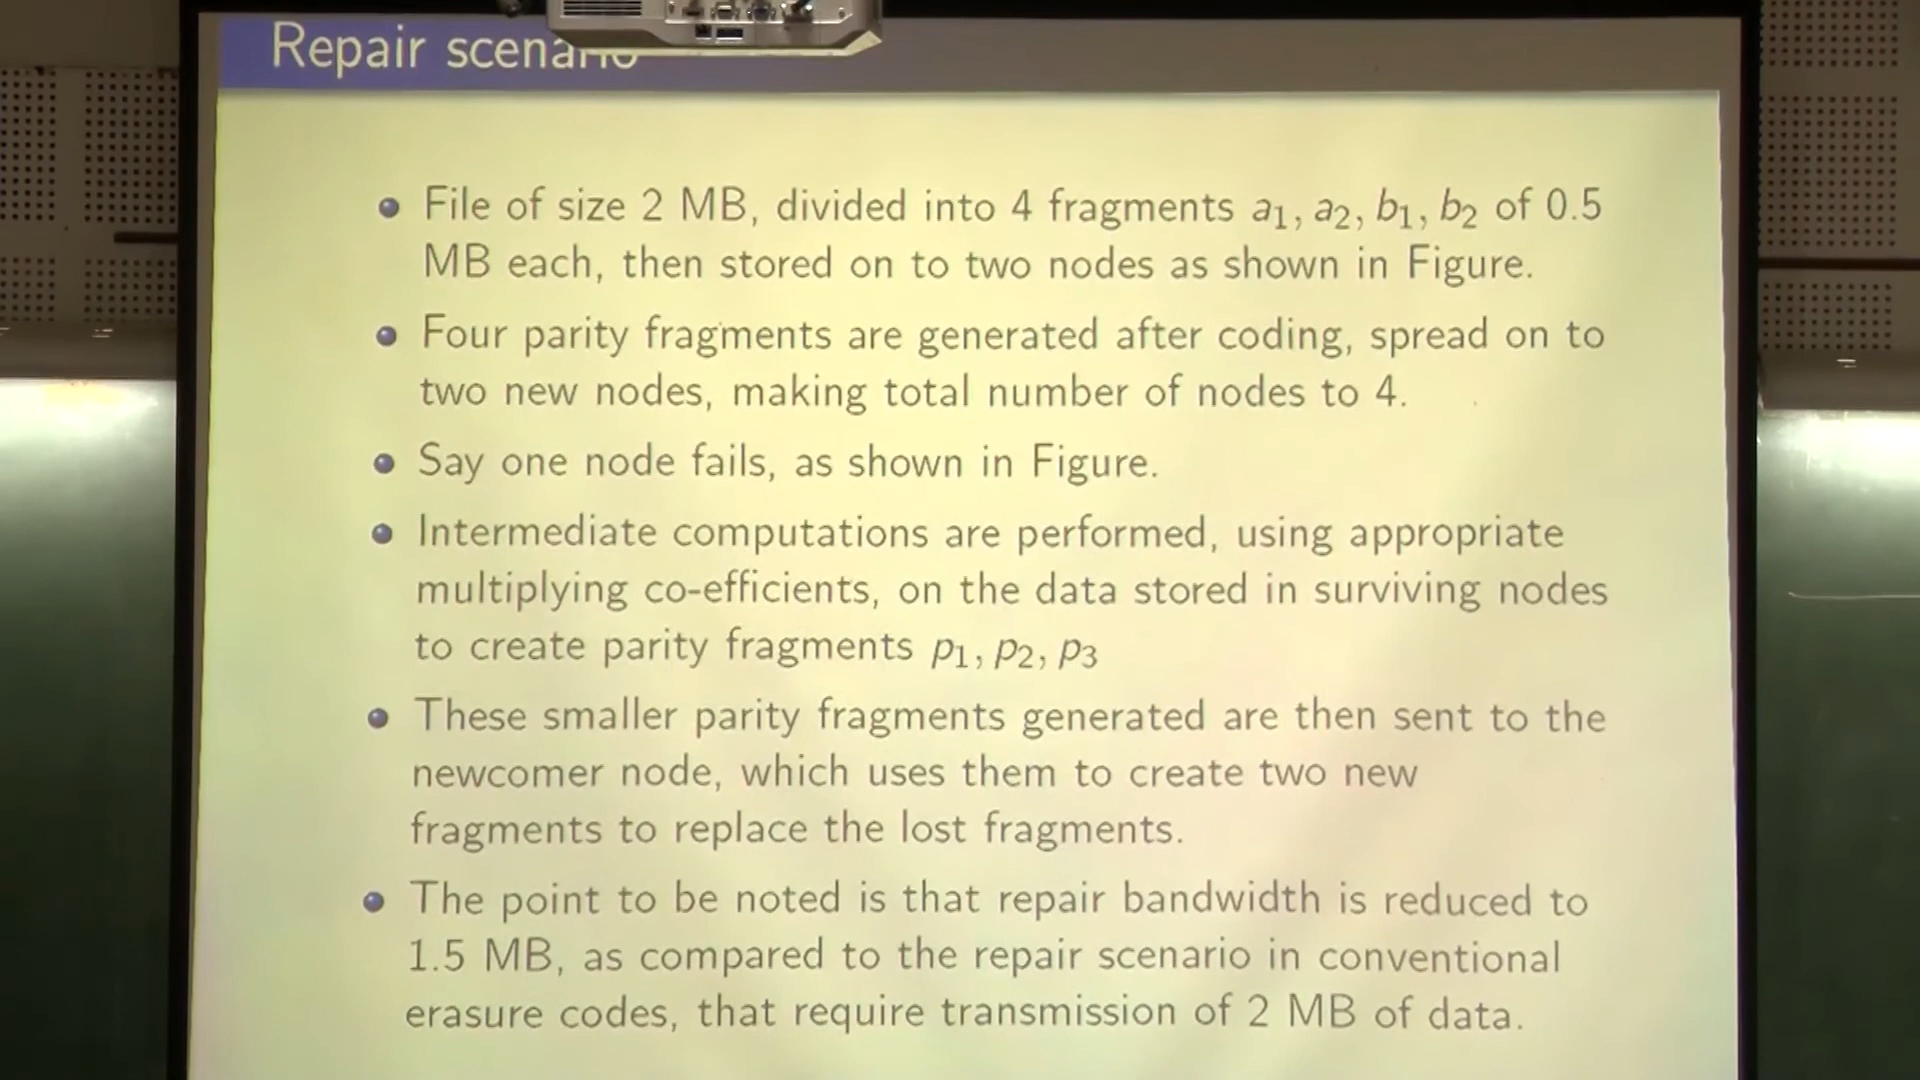 Repair scenario
File of size 2 MB, divided into 4 fragments a₁, a₂, b₁, b₂ of 0.5
MB each, then stored on to two nodes as shown in Figure.
Four parity fragments are generated after coding, spread on to
two new nodes, making total number of nodes to 4.
Say one node fails, as shown in Figure.
Intermediate computations are performed, using appropriate
multiplying co-efficients, on the data stored in surviving nodes
to create parity fragments p₁, p₂, p₃
These smaller parity fragments generated are then sent to the
newcomer node, which uses them to create two new
fragments to replace the lost fragments.
The point to be noted is that repair bandwidth is reduced to
1.5 MB, as compared to the repair scenario in conventional
erasure codes, that require transmission of 2 MB of data.